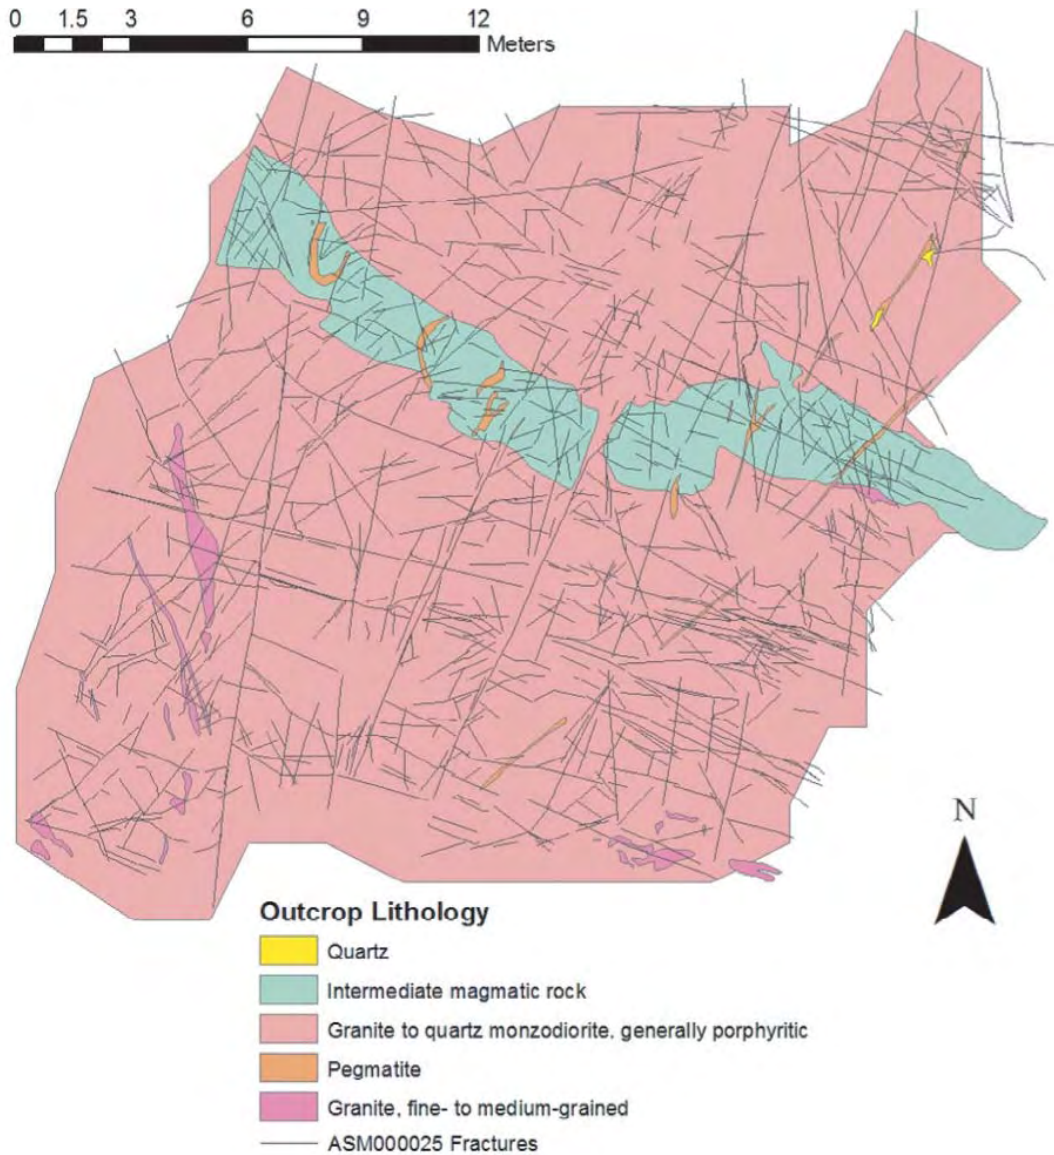 0 1.5 3 6 9 12
Meters
N
Outcrop Lithology
Quartz
Intermediate magmatic rock
Granite to quartz monzodiorite, generally porphyritic
Pegmatite
Granite, fine- to medium-grained
ASM000025 Fractures